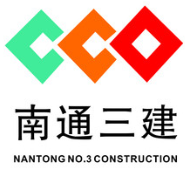 南通三建
NANTONG NO.3 CONSTRUCTION